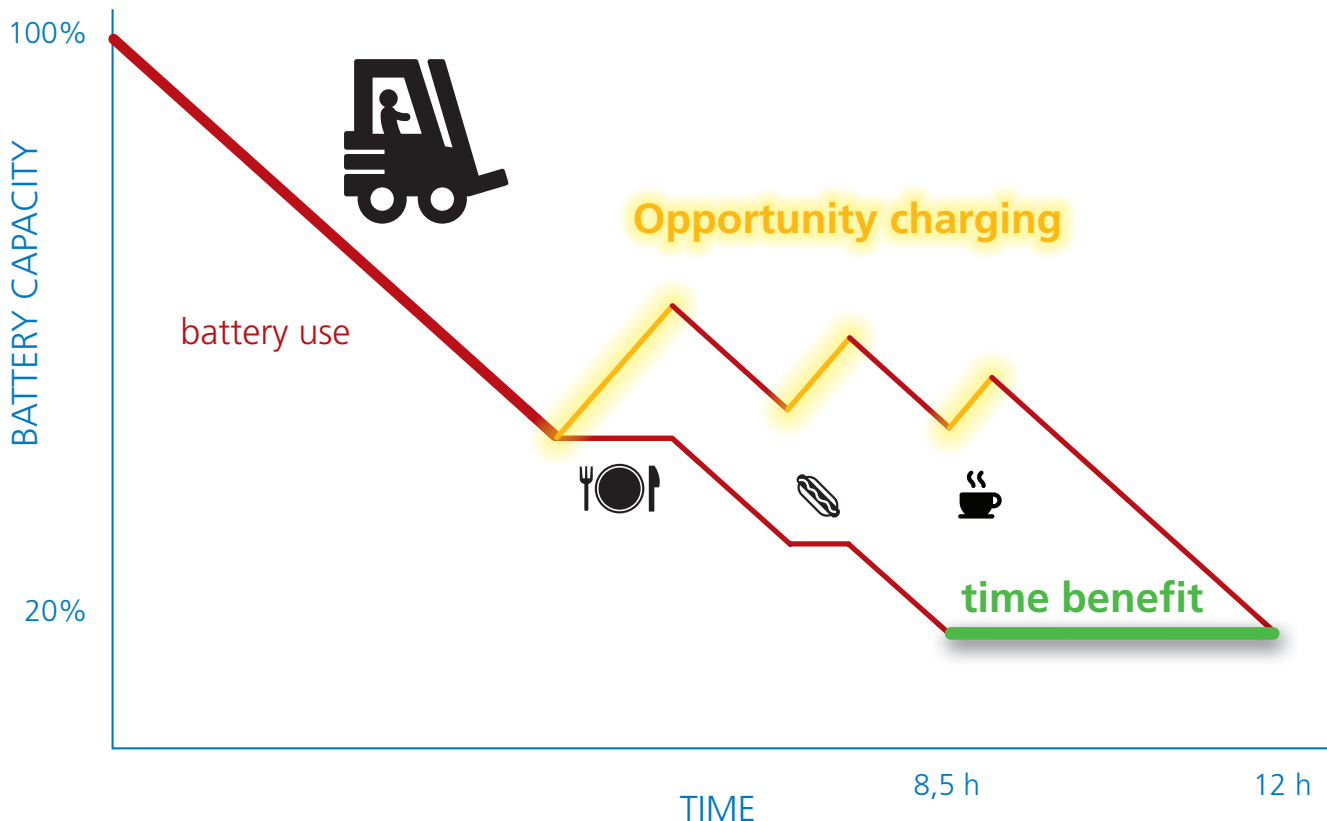 100%
BATTERY CAPACITY
Opportunity charging
battery use
time benefit
20%
8,5 h
12 h
TIME